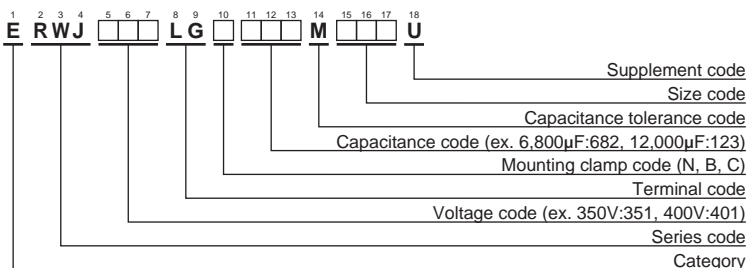 1 2 3 4 5 6 7 8 9 10 11 12 13 14 15 16 17 18
E R W J L G M U
Supplement code
Size code
Capacitance tolerance code
Capacitance code (ex. 6,800μF:682, 12,000μF:123)
Mounting clamp code (N, B, C)
Terminal code
Voltage code (ex. 350V:351, 400V:401)
Series code
Category